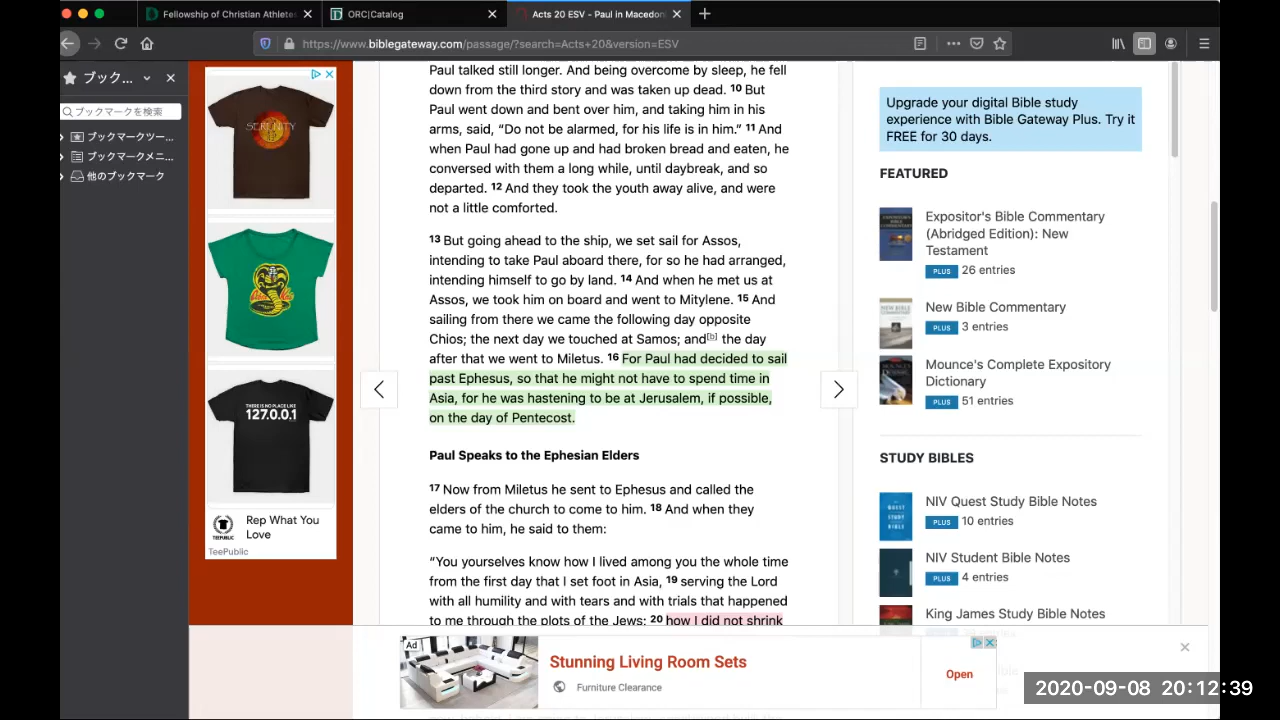 Fellowship of Christian Athletes
ORC|Catalog
Acts 20 ESV - Paul in Macedon
https://www.biblegateway.com/passage/?search=Acts+20&version=ESV
ブック...
ブックマークを検索
ブックマークツー...
ブックマークメニ...
他のブックマーク
SERENITY
THERE IS NO PLACE LIKE
127.0.0.1
Rep What You
Love
TEEPUBLIC
TeePublic
Paul talked still longer. And being overcome by sleep, he fell
down from the third story and was taken up dead. 10 But
Paul went down and bent over him, and taking him in his
arms, said, “Do not be alarmed, for his life is in him.” 11 And
when Paul had gone up and had broken bread and eaten, he
conversed with them a long while, until daybreak, and so
departed. 12 And they took the youth away alive, and were
not a little comforted.
13 But going ahead to the ship, we set sail for Assos,
intending to take Paul aboard there, for so he had arranged,
intending himself to go by land. 14 And when he met us at
Assos, we took him on board and went to Mitylene. 15 And
sailing from there we came the following day opposite
Chios; the next day we touched at Samos; and[b] the day
after that we went to Miletus. 16 For Paul had decided to sail
past Ephesus, so that he might not have to spend time in
Asia, for he was hastening to be at Jerusalem, if possible,
on the day of Pentecost.
Paul Speaks to the Ephesian Elders
17 Now from Miletus he sent to Ephesus and called the
elders of the church to come to him. 18 And when they
came to him, he said to them:
“You yourselves know how I lived among you the whole time
from the first day that I set foot in Asia, 19 serving the Lord
with all humility and with tears and with trials that happened
to me through the plots of the Jews; 20 how I did not shrink
Upgrade your digital Bible study
experience with Bible Gateway Plus. Try it
FREE for 30 days.
FEATURED
Expositor's Bible Commentary
(Abridged Edition): New
Testament
PLUS 26 entries
New Bible Commentary
PLUS 3 entries
Mounce's Complete Expository
Dictionary
PLUS 51 entries
STUDY BIBLES
NIV Quest Study Bible Notes
PLUS 10 entries
NIV Student Bible Notes
PLUS 4 entries
King James Study Bible Notes
Ad
Stunning Living Room Sets
Furniture Clearance
Open
2020-09-08 20:12:39